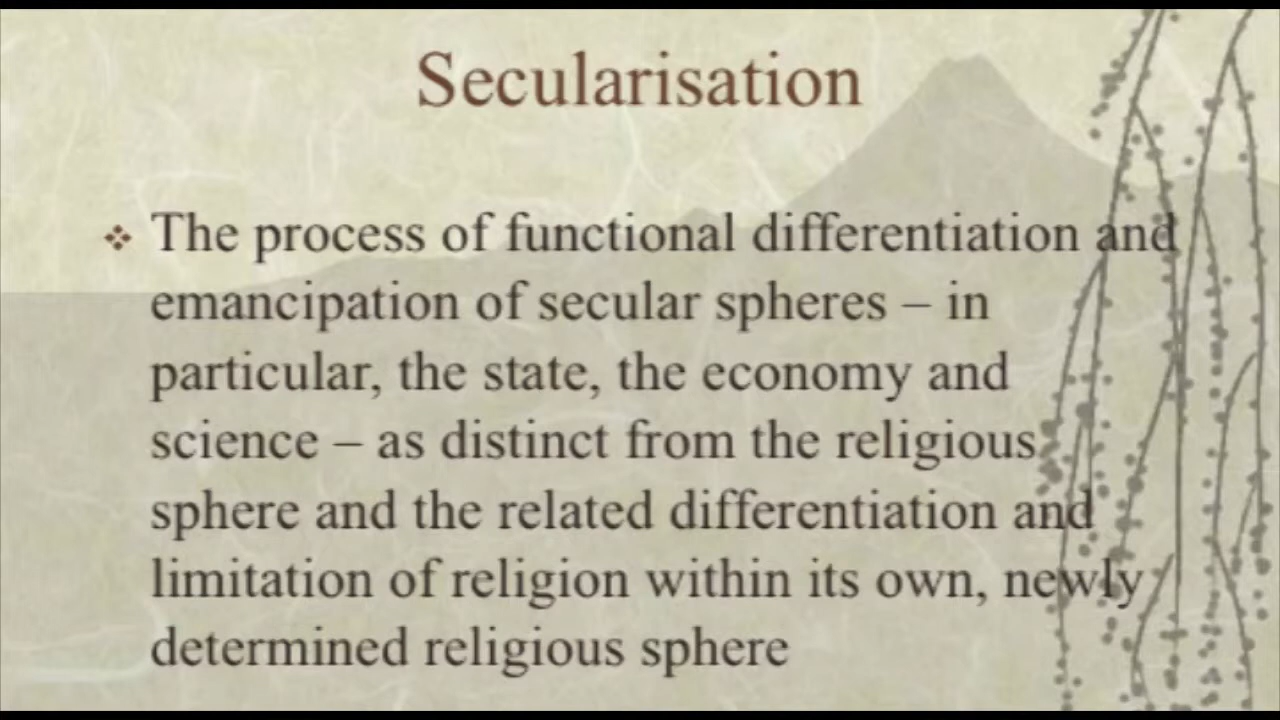 Secularisation
The process of functional differentiation and
emancipation of secular spheres – in
particular, the state, the economy and
science – as distinct from the religious
sphere and the related differentiation and
limitation of religion within its own, newly
determined religious sphere